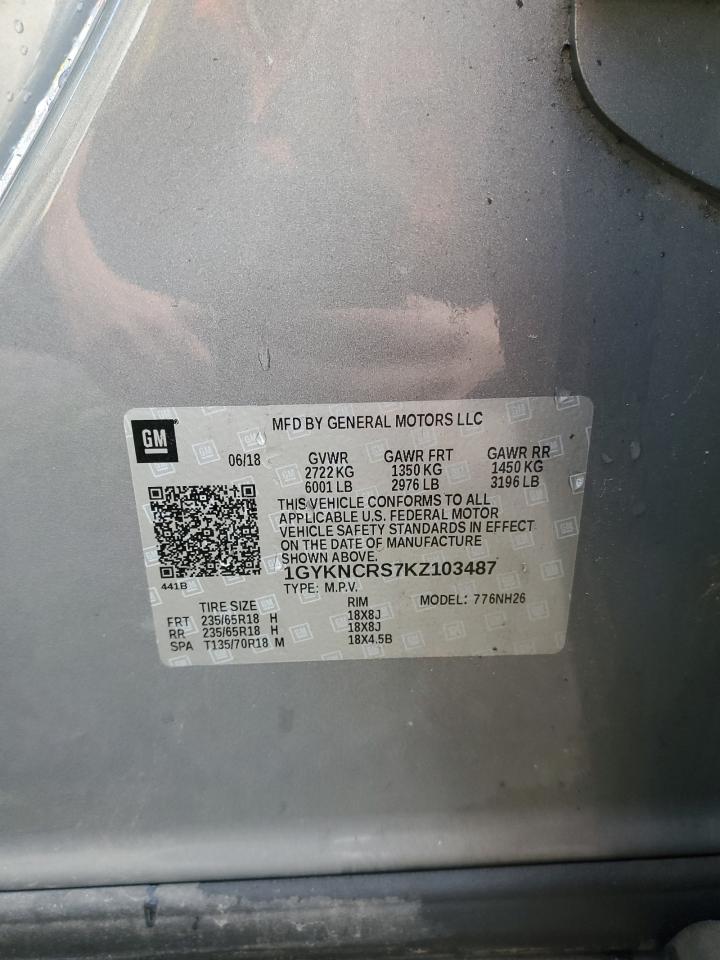 MFD BY GENERAL MOTORS LLC
GM
06/18 GVWR GAWR FRT GAWR RR
2722 KG 1350 KG 1450 KG
6001 LB 2976 LB 3196 LB
THIS VEHICLE CONFORMS TO ALL
APPLICABLE U.S. FEDERAL MOTOR
VEHICLE SAFETY STANDARDS IN EFFECT
ON THE DATE OF MANUFACTURE
SHOWN ABOVE.
1GYKNCRS7KZ103487
441B
TYPE: M.P.V. MODEL: 776NH26
TIRE SIZE RIM
FRT 235/65R18 H 18X8J
RR 235/65R18 H 18X8J
SPA T135/70R18 M 18X4.5B